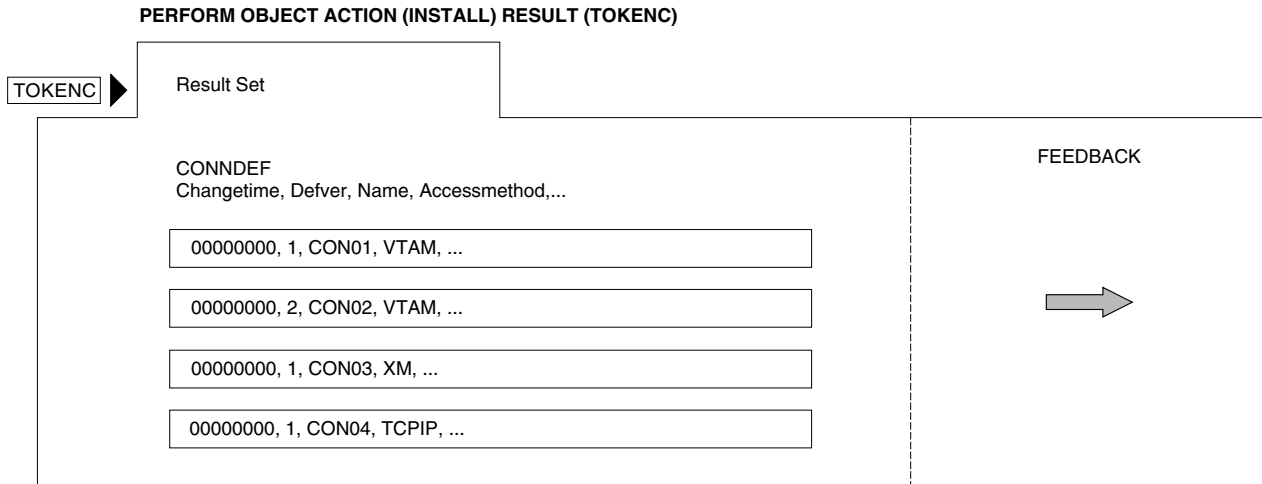 PERFORM OBJECT ACTION (INSTALL) RESULT (TOKENC)
TOKENC
Result Set
CONNDEF
Changetime, Defver, Name, Accessmethod,...
00000000, 1, CON01, VTAM, ...
00000000, 2, CON02, VTAM, ...
00000000, 1, CON03, XM, ...
00000000, 1, CON04, TCPIP, ...
FEEDBACK